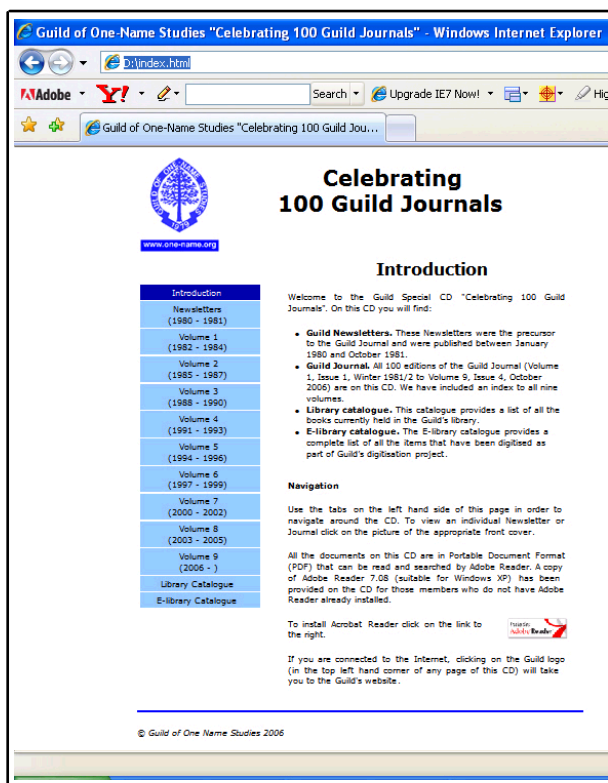 Guild of One-Name Studies "Celebrating 100 Guild Journals" - Windows Internet Explorer
D:\index.html
Adobe Y! Search Upgrade IE7 Now! Hig
Guild of One-Name Studies "Celebrating 100 Guild Jou...
GUILD OF ONE-NAME STUDIES
1979
www.one-name.org
Celebrating
100 Guild Journals
Introduction
Newsletters
(1980 - 1981)
Volume 1
(1982 - 1984)
Volume 2
(1985 - 1987)
Volume 3
(1988 - 1990)
Volume 4
(1991 - 1993)
Volume 5
(1994 - 1996)
Volume 6
(1997 - 1999)
Volume 7
(2000 - 2002)
Volume 8
(2003 - 2005)
Volume 9
(2006 - )
Library Catalogue
E-library Catalogue
Introduction
Welcome to the Guild Special CD "Celebrating 100 Guild
Journals". On this CD you will find:
• Guild Newsletters. These Newsletters were the precursor
to the Guild Journal and were published between January
1980 and October 1981.
• Guild Journal. All 100 editions of the Guild Journal (Volume
1, Issue 1, Winter 1981/2 to Volume 9, Issue 4, October
2006) are on this CD. We have included an index to all nine
volumes.
• Library catalogue. This catalogue provides a list of all the
books currently held in the Guild's library.
• E-library catalogue. The E-library catalogue provides a
complete list of all the items that have been digitised as
part of Guild's digitisation project.
Navigation
Use the tabs on the left hand side of this page in order to
navigate around the CD. To view an individual Newsletter or
Journal click on the picture of the appropriate front cover.
All the documents on this CD are in Portable Document Format
(PDF) that can be read and searched by Adobe Reader. A copy
of Adobe Reader 7.08 (suitable for Windows XP) has been
provided on the CD for those members who do not have Adobe
Reader already installed.
To install Acrobat Reader click on the link to
the right.
Adobe Reader
If you are connected to the Internet, clicking on the Guild logo
(in the top left hand corner of any page of this CD) will take
you to the Guild's website.
© Guild of One Name Studies 2006